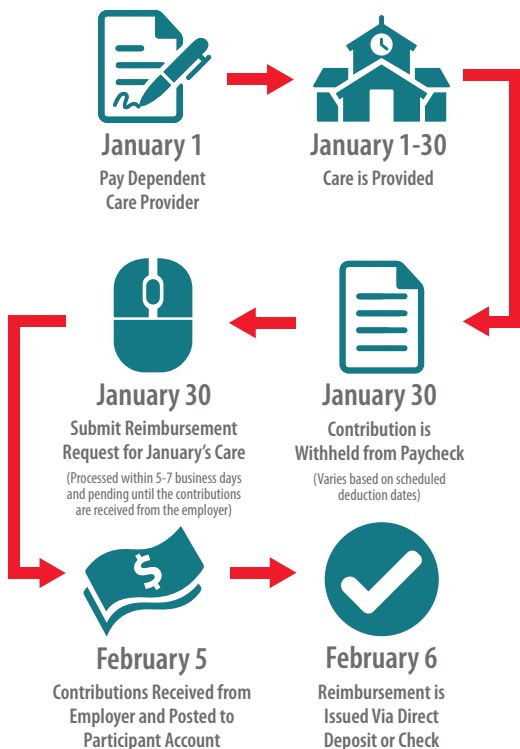 January 1
Pay Dependent
Care Provider
January 1-30
Care is Provided
January 30
Contribution is
Withheld from Paycheck
(Varies based on scheduled
deduction dates)
January 30
Submit Reimbursement
Request for January's Care
(Processed within 5-7 business days
and pending until the contributions
are received from the employer)
$
February 5
Contributions Received from
Employer and Posted to
Participant Account
February 6
Reimbursement is
Issued Via Direct
Deposit or Check